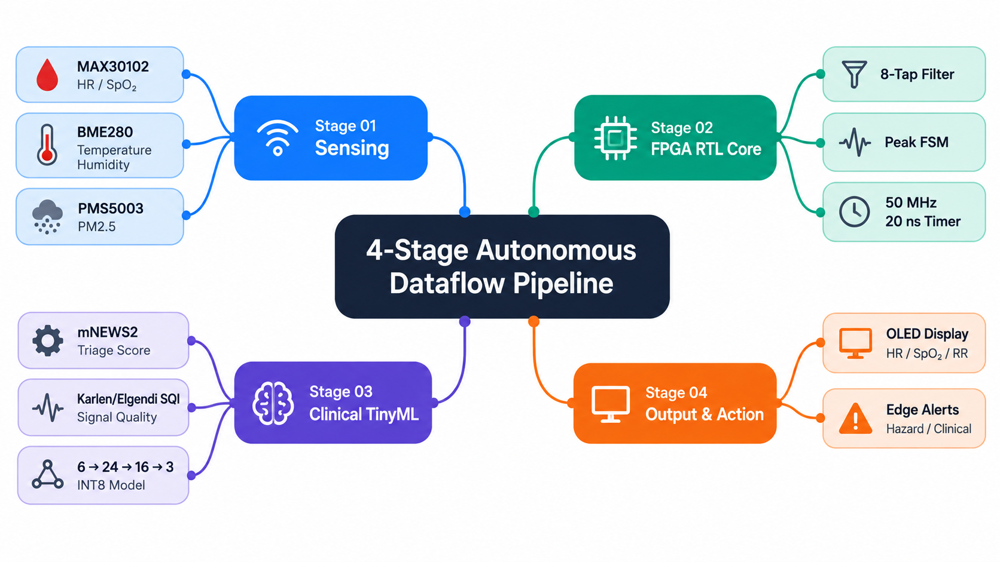 MAX30102
HR / SpO₂
BME280
Temperature
Humidity
PMS5003
PM2.5
Stage 01
Sensing
Stage 02
FPGA RTL Core
8-Tap Filter
Peak FSM
50 MHz
20 ns Timer
4-Stage Autonomous
Dataflow Pipeline
mNEWS2
Triage Score
Karlen/Elgendi SQI
Signal Quality
6 → 24 → 16 → 3
INT8 Model
Stage 03
Clinical TinyML
Stage 04
Output & Action
OLED Display
HR / SpO₂ / RR
Edge Alerts
Hazard / Clinical